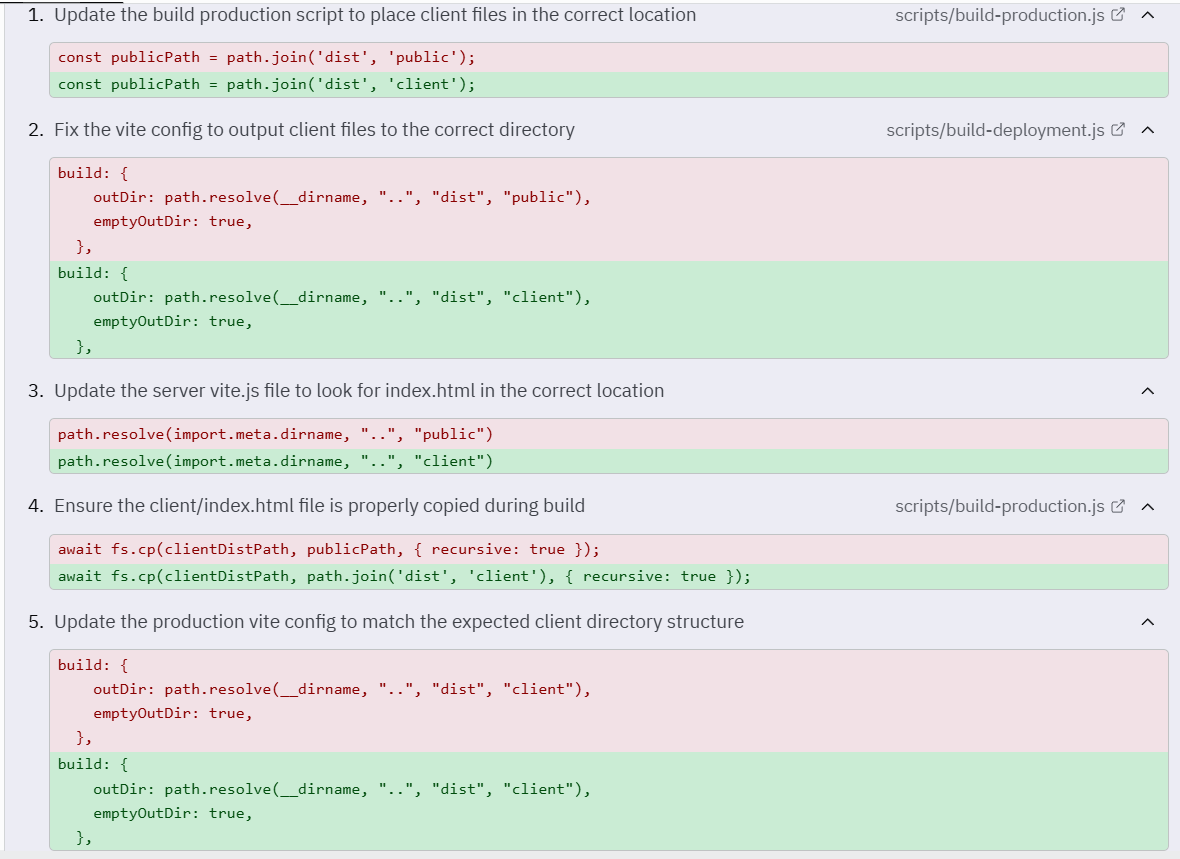 1. Update the build production script to place client files in the correct location scripts/build-production.js
const publicPath = path.join('dist', 'public');
const publicPath = path.join('dist', 'client');
2. Fix the vite config to output client files to the correct directory scripts/build-deployment.js
build: {
    outDir: path.resolve(__dirname, "..", "dist", "public"),
    emptyOutDir: true,
  },
build: {
    outDir: path.resolve(__dirname, "..", "dist", "client"),
    emptyOutDir: true,
  },
3. Update the server vite.js file to look for index.html in the correct location
path.resolve(import.meta.dirname, "..", "public")
path.resolve(import.meta.dirname, "..", "client")
4. Ensure the client/index.html file is properly copied during build scripts/build-production.js
await fs.cp(clientDistPath, publicPath, { recursive: true });
await fs.cp(clientDistPath, path.join('dist', 'client'), { recursive: true });
5. Update the production vite config to match the expected client directory structure
build: {
    outDir: path.resolve(__dirname, "..", "dist", "client"),
    emptyOutDir: true,
  },
build: {
    outDir: path.resolve(__dirname, "..", "dist", "client"),
    emptyOutDir: true,
  },